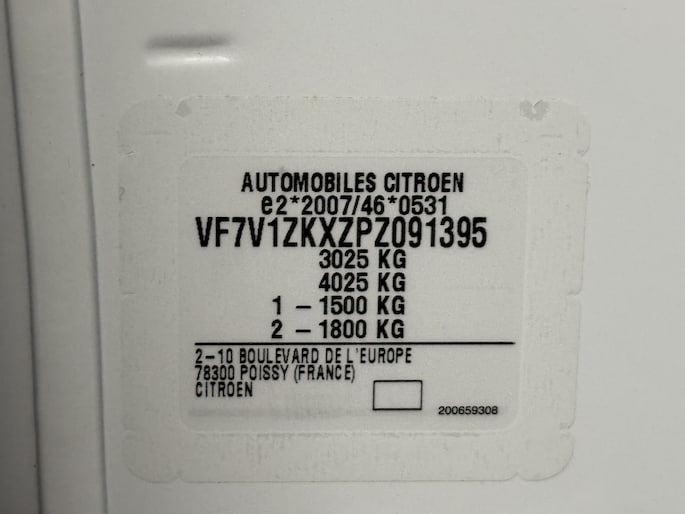 AUTOMOBILES CITROEN
e2*2007/46*0531
VF7V1ZKXZPZ091395
3025 KG
4025 KG
1 – 1500 KG
2 – 1800 KG
2–10 BOULEVARD DE L'EUROPE
78300 POISSY (FRANCE)
CITROEN
200659308